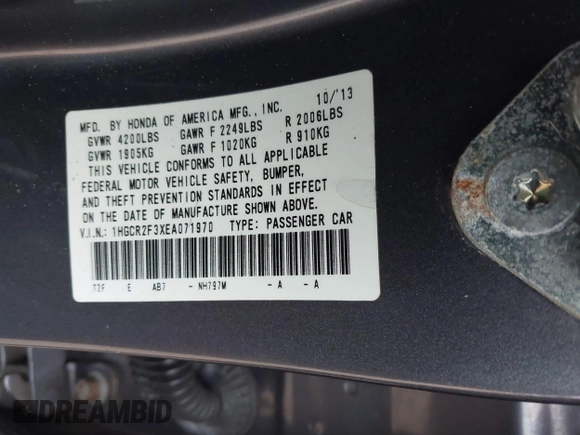 MFD. BY HONDA OF AMERICA MFG., INC. 10/'13
GVWR 4200LBS GAWR F 2249LBS R 2006LBS
GVWR 1905KG GAWR F 1020KG R 910KG
THIS VEHICLE CONFORMS TO ALL APPLICABLE
FEDERAL MOTOR VEHICLE SAFETY, BUMPER,
AND THEFT PREVENTION STANDARDS IN EFFECT
ON THE DATE OF MANUFACTURE SHOWN ABOVE.
V.I.N.: 1HGCR2F3XEA071970 TYPE: PASSENGER CAR
T2F E AB7 - NH797M - A - A
DREAMBID